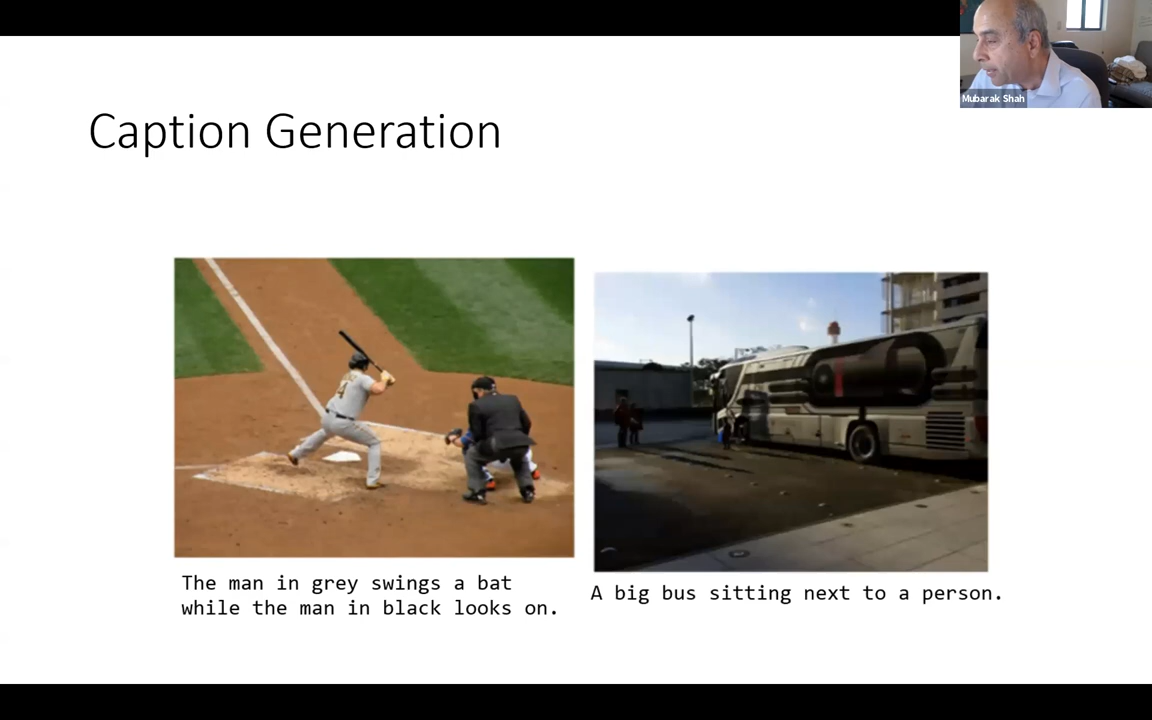 Mubarak Shah
Caption Generation
The man in grey swings a bat
while the man in black looks on.
A big bus sitting next to a person.